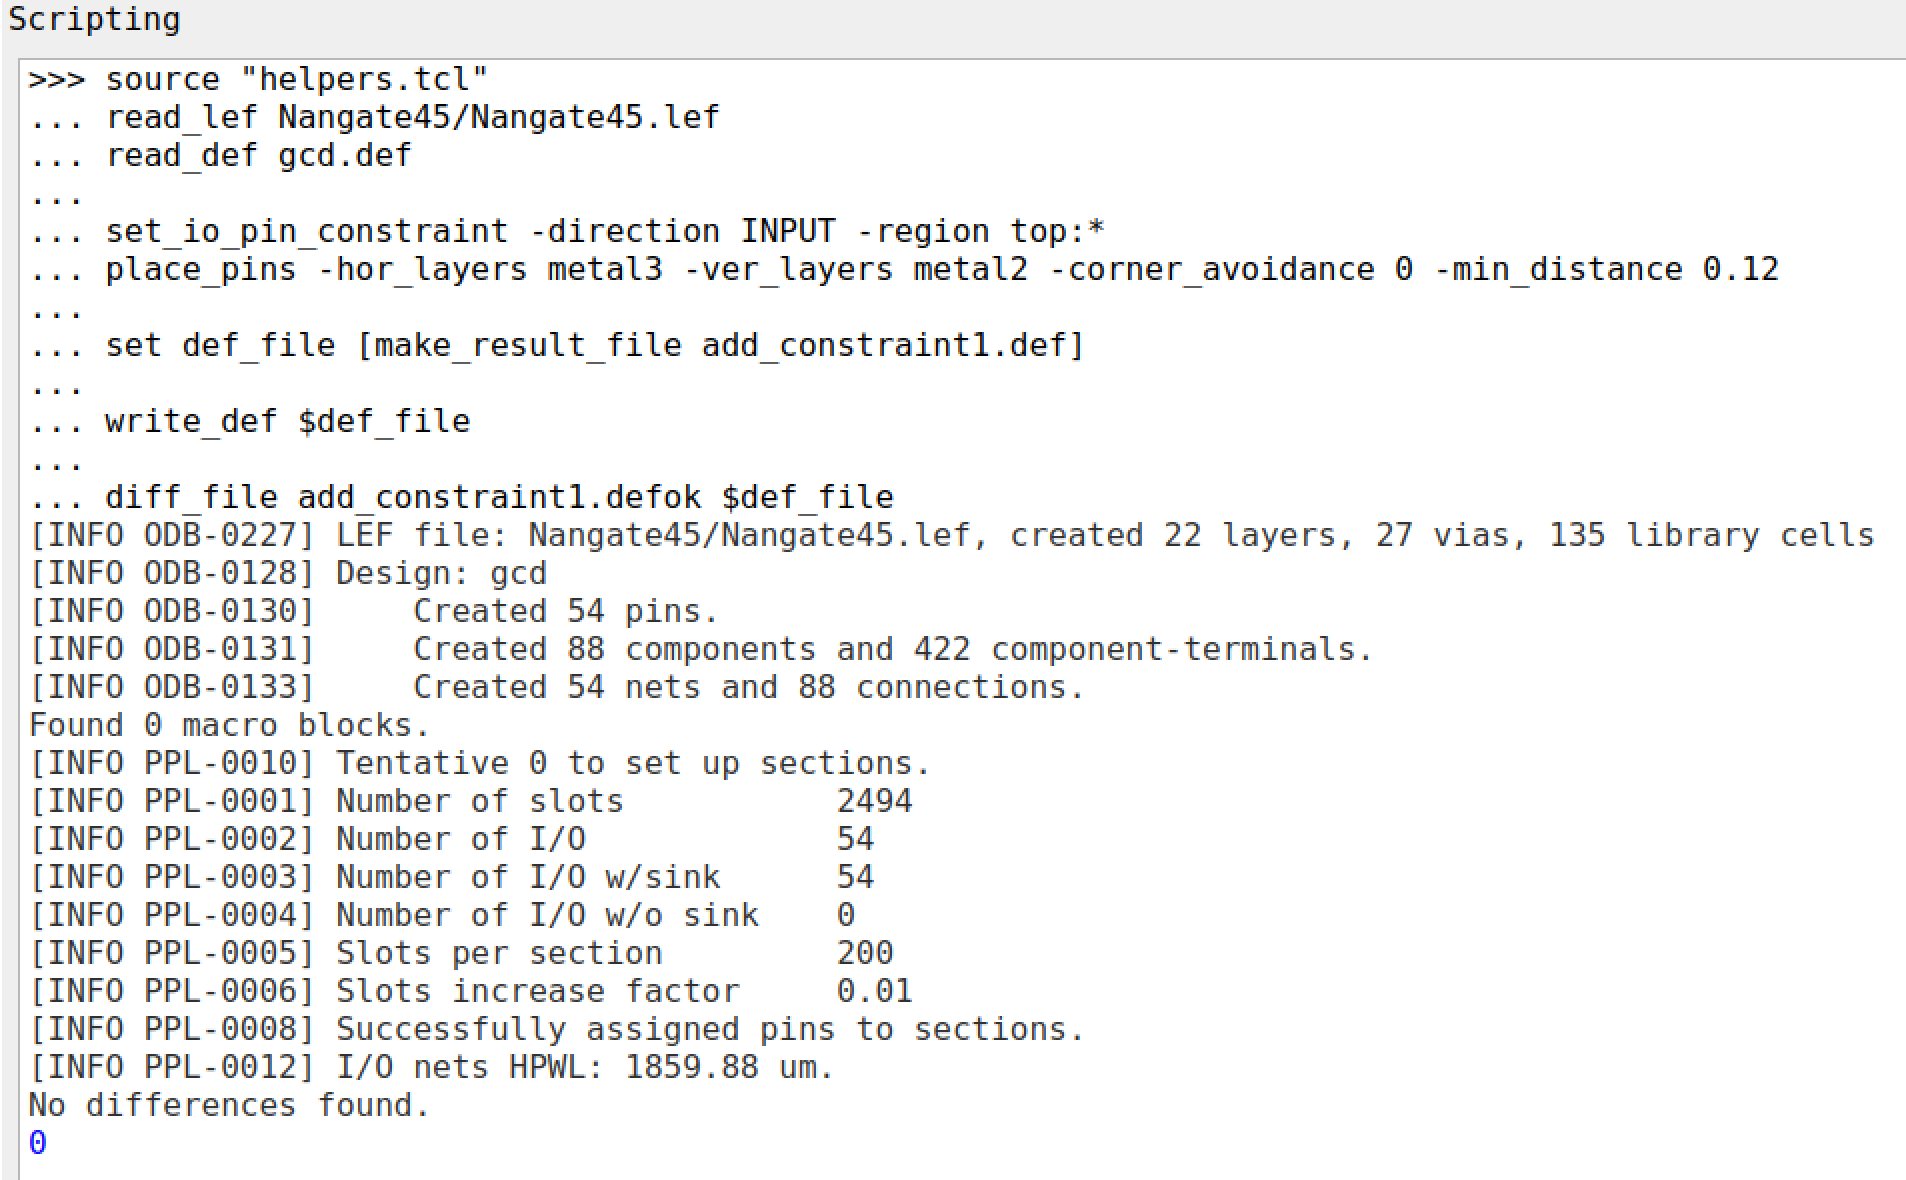 Scripting
>>> source "helpers.tcl"
... read_lef Nangate45/Nangate45.lef
... read_def gcd.def
...
... set_io_pin_constraint -direction INPUT -region top:*
... place_pins -hor_layers metal3 -ver_layers metal2 -corner_avoidance 0 -min_distance 0.12
...
... set def_file [make_result_file add_constraint1.def]
...
... write_def $def_file
...
... diff_file add_constraint1.defok $def_file
[INFO ODB-0227] LEF file: Nangate45/Nangate45.lef, created 22 layers, 27 vias, 135 library cells
[INFO ODB-0128] Design: gcd
[INFO ODB-0130]     Created 54 pins.
[INFO ODB-0131]     Created 88 components and 422 component-terminals.
[INFO ODB-0133]     Created 54 nets and 88 connections.
Found 0 macro blocks.
[INFO PPL-0010] Tentative 0 to set up sections.
[INFO PPL-0001] Number of slots           2494
[INFO PPL-0002] Number of I/O             54
[INFO PPL-0003] Number of I/O w/sink      54
[INFO PPL-0004] Number of I/O w/o sink    0
[INFO PPL-0005] Slots per section         200
[INFO PPL-0006] Slots increase factor     0.01
[INFO PPL-0008] Successfully assigned pins to sections.
[INFO PPL-0012] I/O nets HPWL: 1859.88 um.
No differences found.
0